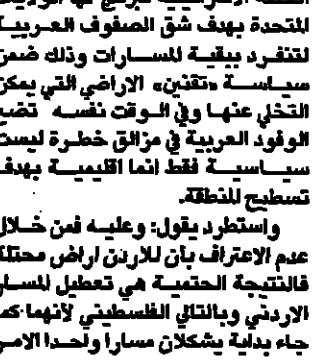 المتحدة بهدف شق الصفوف العربية
لتنفرد ببقية المسارات وذلك ضمن
سياسة «تقنين» الاراضي التي يمكن
التخلي عنها وفي الوقت نفسه تضع
الوفود العربية في مزالق خطرة ليست
سياسية فقط انما اقليمية بهدف
تسطيح المنطقة.
واستطرد يقول: وعليه فمن خلال
عدم الاعتراف بأن للاردن اراض محتلة
فالنتيجة الحتمية هي تعطيل المسار
الاردني وبالتالي الفلسطيني لأنهما كما
جاء بداية يشكلان مسارا واحدا الامر